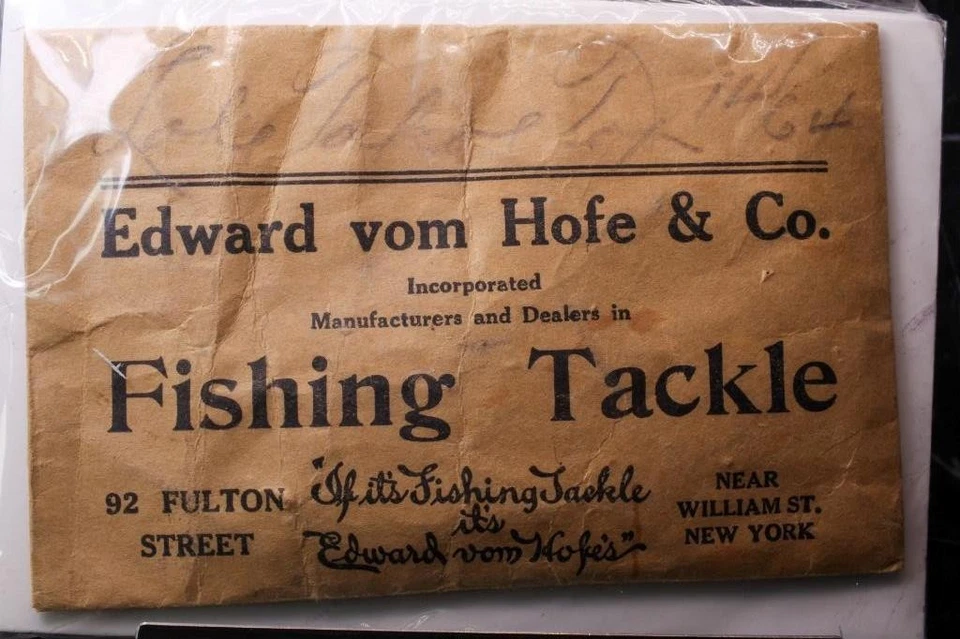 Edward vom Hofe & Co.
Incorporated
Manufacturers and Dealers in
Fishing Tackle
92 FULTON STREET
"If it's Fishing Tackle
it's
Edward vom Hofe's"
NEAR
WILLIAM ST.
NEW YORK